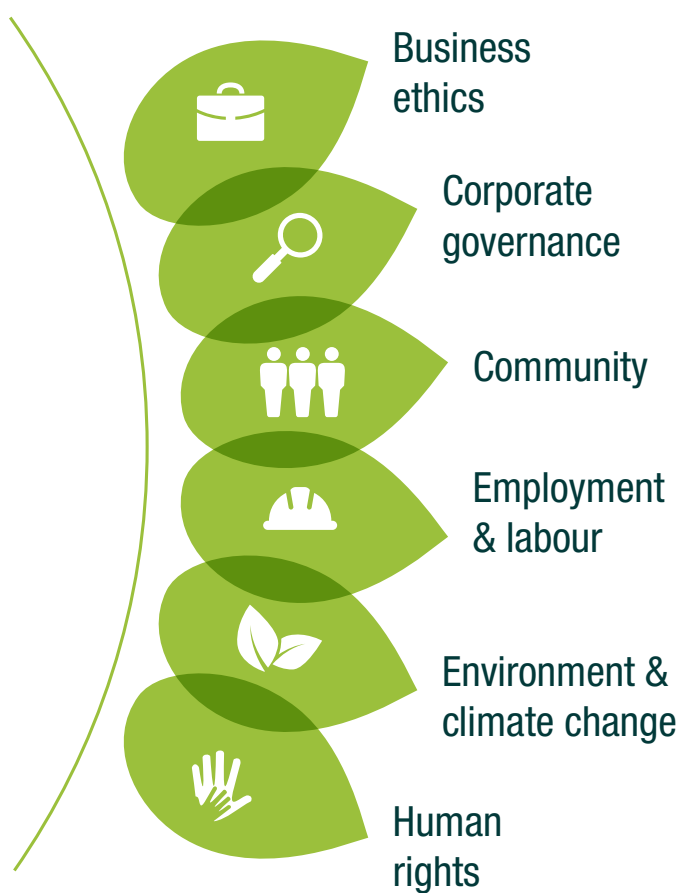 Business
ethics
Corporate
governance
Community
Employment
& labour
Environment &
climate change
Human
rights